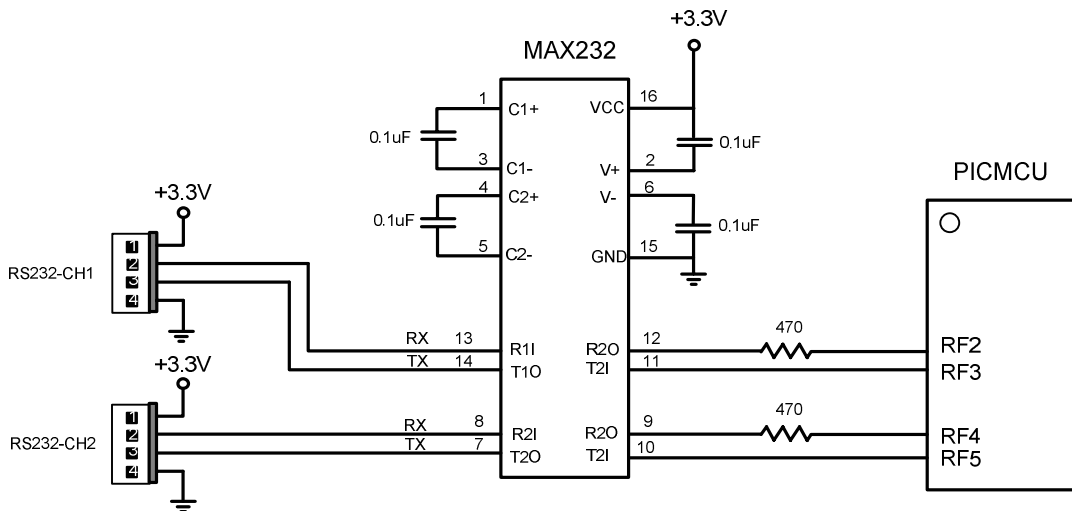 +3.3V
MAX232
1 C1+ VCC 16
0.1uF 0.1uF
3 C1- V+ 2
4 C2+ V- 6
PICMCU
+3.3V
0.1uF 0.1uF
5 C2- GND 15
RS232-CH1
1
2
3
4
RX 13 R1I R2O 12 470 RF2
TX 14 T1O T2I 11 RF3
+3.3V
RS232-CH2
1
2
3
4
RX 8 R2I R2O 9 470 RF4
TX 7 T2O T2I 10 RF5